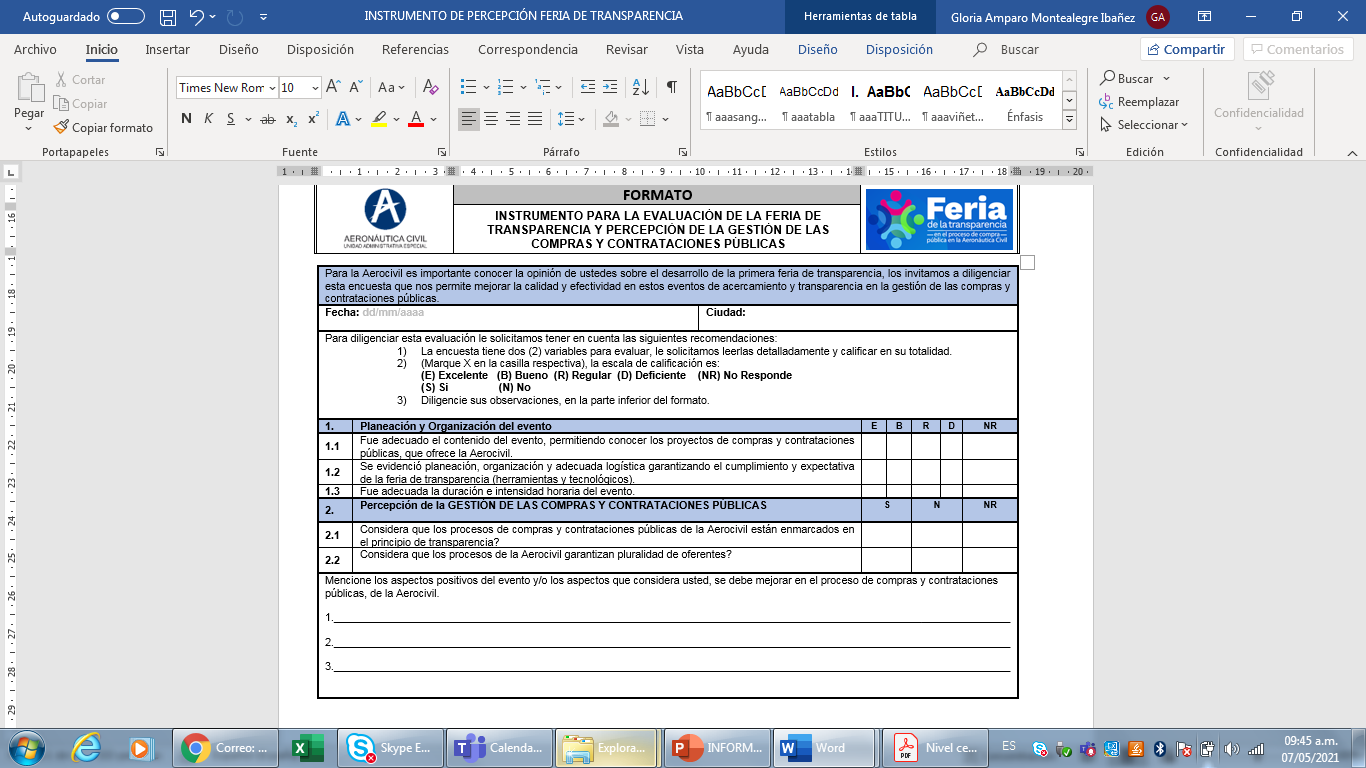 Autoguardado
INSTRUMENTO DE PERCEPCIÓN FERIA DE TRANSPARENCIA
Herramientas de tabla
Gloria Amparo Montealegre Ibañez
GA
Archivo Inicio Insertar Diseño Disposición Referencias Correspondencia Revisar Vista Ayuda Diseño Disposición Buscar
Compartir Comentarios
Pegar
Cortar
Copiar
Copiar formato
Portapapeles
Times New Rom 10
N K S ab x₂ x²
Fuente
Párrafo
AaBbCcD AaBbCcDd I. AaBbC AaBbCcD AaBbCcDd
¶ aaasang... ¶ aaatabla ¶ aaaTITU... ¶ aaaviñet... Énfasis
Estilos
Buscar
Reemplazar
Seleccionar
Edición
Confidencialidad
Confidencialidad
AERONÁUTICA CIVIL
UNIDAD ADMINISTRATIVA ESPECIAL
FORMATO
INSTRUMENTO PARA LA EVALUACIÓN DE LA FERIA DE
TRANSPARENCIA Y PERCEPCIÓN DE LA GESTIÓN DE LAS
COMPRAS Y CONTRATACIONES PÚBLICAS
Feria
de la transparencia
en el proceso de compra
pública en la Aeronáutica Civil
Para la Aerocivil es importante conocer la opinión de ustedes sobre el desarrollo de la primera feria de transparencia, los invitamos a diligenciar
esta encuesta que nos permite mejorar la calidad y efectividad en estos eventos de acercamiento y transparencia en la gestión de las compras y
contrataciones públicas.
Fecha: dd/mm/aaaa Ciudad:
Para diligenciar esta evaluación le solicitamos tener en cuenta las siguientes recomendaciones:
1) La encuesta tiene dos (2) variables para evaluar, le solicitamos leerlas detalladamente y calificar en su totalidad.
2) (Marque X en la casilla respectiva), la escala de calificación es:
(E) Excelente (B) Bueno (R) Regular (D) Deficiente (NR) No Responde
(S) Si (N) No
3) Diligencie sus observaciones, en la parte inferior del formato.
1. Planeación y Organización del evento E B R D NR
1.1 Fue adecuado el contenido del evento, permitiendo conocer los proyectos de compras y contrataciones
públicas, que ofrece la Aerocivil.
1.2 Se evidenció planeación, organización y adecuada logística garantizando el cumplimiento y expectativa
de la feria de transparencia (herramientas y tecnológicos).
1.3 Fue adecuada la duración e intensidad horaria del evento.
2. Percepción de la GESTIÓN DE LAS COMPRAS Y CONTRATACIONES PÚBLICAS S N NR
2.1 Considera que los procesos de compras y contrataciones públicas de la Aerocivil están enmarcados en
el principio de transparencia?
2.2 Considera que los procesos de la Aerocivil garantizan pluralidad de oferentes?
Mencione los aspectos positivos del evento y/o los aspectos que considera usted, se debe mejorar en el proceso de compras y contrataciones
públicas, de la Aerocivil.
1.
2.
3.
Correo: ... Skype E... Calenda... Explora... INFORM... Word Nivel ce... ES
09:45 a.m.
07/05/2021